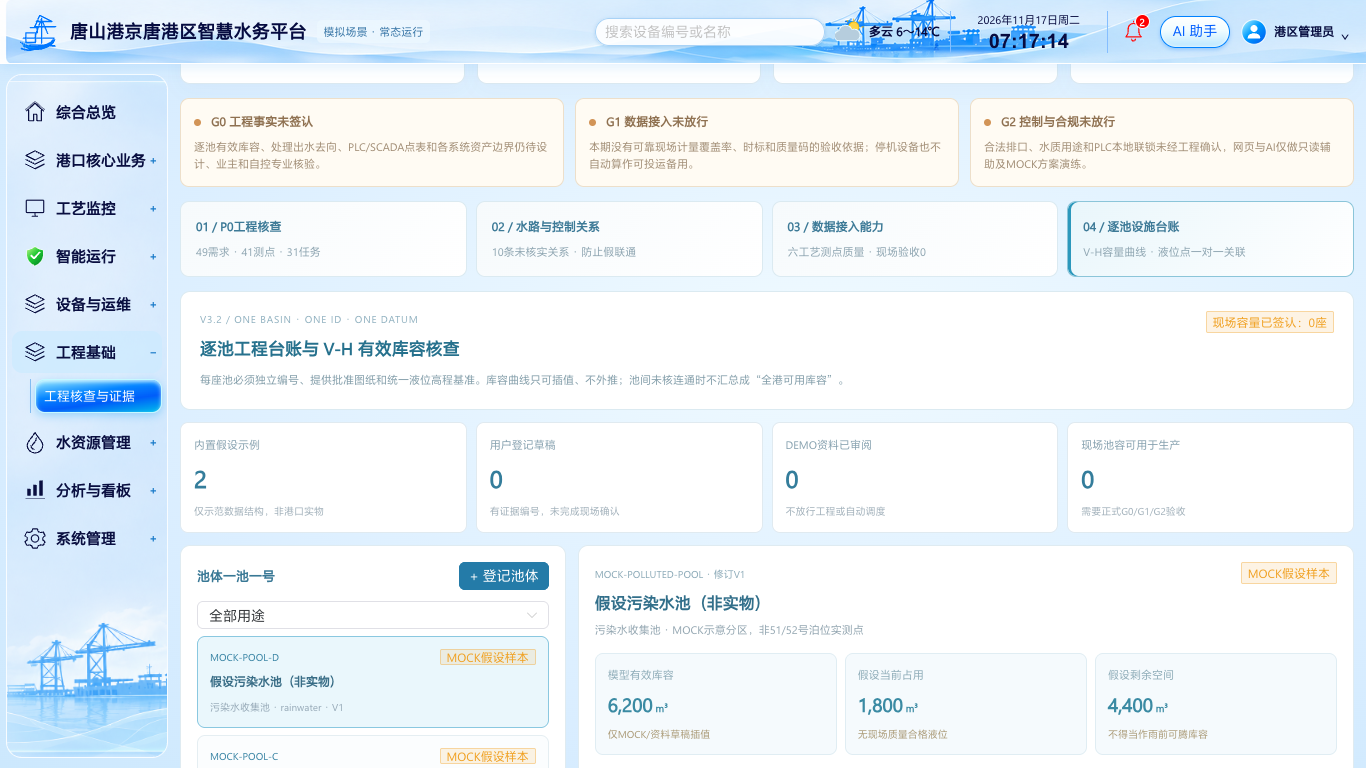 唐山港京唐港区智慧水务平台
模拟场景 · 常态运行
搜索设备编号或名称
多云 6～14℃
2026年11月17日周二
07:17:14
2
AI 助手
港区管理员
综合总览
港口核心业务 +
工艺监控 +
智能运行 +
设备与运维 +
工程基础 −
工程核查与证据
水资源管理 +
分析与看板 +
系统管理 +
G0 工程事实未签认
逐池有效库容、处理出水去向、PLC/SCADA点表和各系统资产边界仍待设
计、业主和自控专业核验。
G1 数据接入未放行
本期没有可靠现场计量覆盖率、时标和质量码的验收依据；停机设备也不
自动算作可投运备用。
G2 控制与合规未放行
合法排口、水质用途和PLC本地联锁未经工程确认，网页与AI仅做只读辅
助及MOCK方案演练。
01 / P0工程核查
49需求 · 41测点 · 31任务
02 / 水路与控制关系
10条未核实关系 · 防止假联通
03 / 数据接入能力
六工艺测点质量 · 现场验收0
04 / 逐池设施台账
V-H容量曲线 · 液位点一对一关联
V3.2 / ONE BASIN · ONE ID · ONE DATUM
现场容量已签认：0座
逐池工程台账与 V-H 有效库容核查
每座池必须独立编号、提供批准图纸和统一液位高程基准。库容曲线只可插值、不外推；池间未核连通时不汇总成“全港可用库容”。
内置假设示例
2
仅示范数据结构，非港口实物
用户登记草稿
0
有证据编号，未完成现场确认
DEMO资料已审阅
0
不放行工程或自动调度
现场池容可用于生产
0
需要正式G0/G1/G2验收
池体一池一号
+ 登记池体
全部用途
MOCK-POOL-D
MOCK假设样本
假设污染水池（非实物）
污染水收集池 · rainwater · V1
MOCK-POOL-C
MOCK假设样本
MOCK-POLLUTED-POOL · 修订V1
MOCK假设样本
假设污染水池（非实物）
污染水收集池 · MOCK示意分区，非51/52号泊位实测点
模型有效库容
6,200 m³
仅MOCK/资料草稿插值
假设当前占用
1,800 m³
无现场质量合格液位
假设剩余空间
4,400 m³
不得当作雨前可腾库容